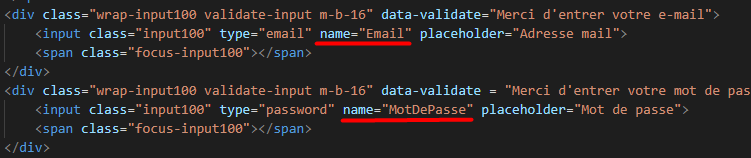 <div class="wrap-input100 validate-input m-b-16" data-validate="Merci d'entrer votre e-mail">
<input class="input100" type="email" name="Email" placeholder="Adresse mail">
<span class="focus-input100"></span>
</div>
<div class="wrap-input100 validate-input m-b-16" data-validate = "Merci d'entrer votre mot de pas
<input class="input100" type="password" name="MotDePasse" placeholder="Mot de passe">
<span class="focus-input100"></span>
</div>